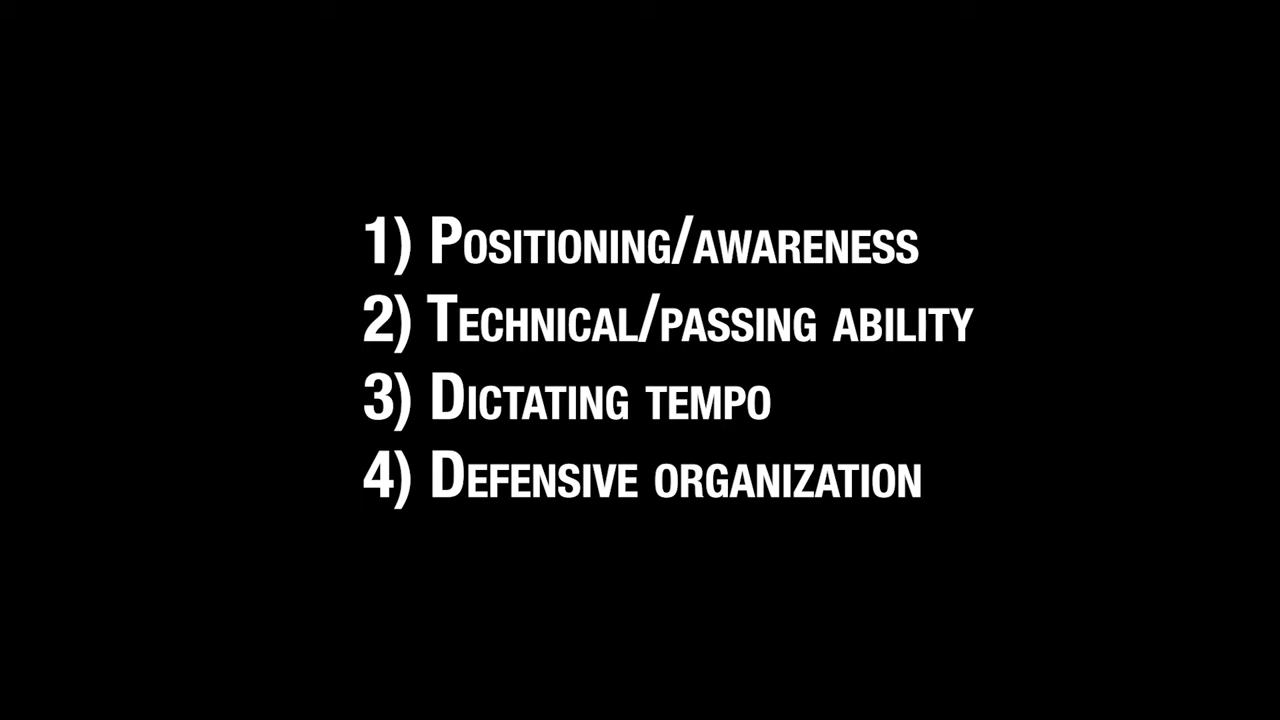 1) Positioning/awareness
2) Technical/passing ability
3) Dictating tempo
4) Defensive organization